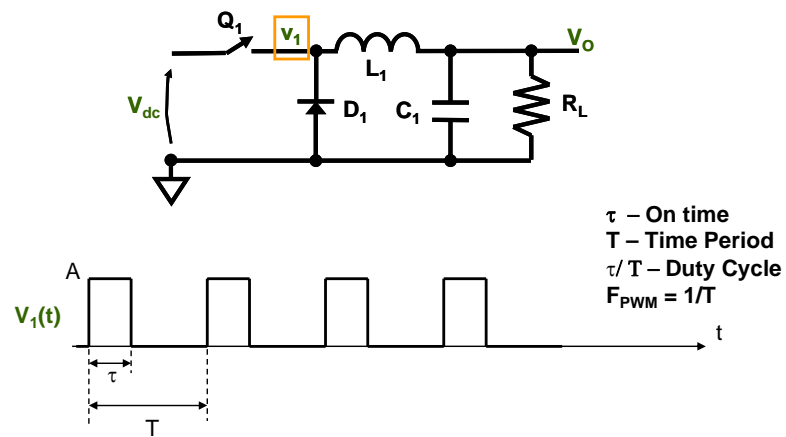 Q1
v1
VO
L1
Vdc
D1
C1
RL
τ – On time
T – Time Period
τ/ T – Duty Cycle
FPWM = 1/T
A
V1(t)
t
τ
T